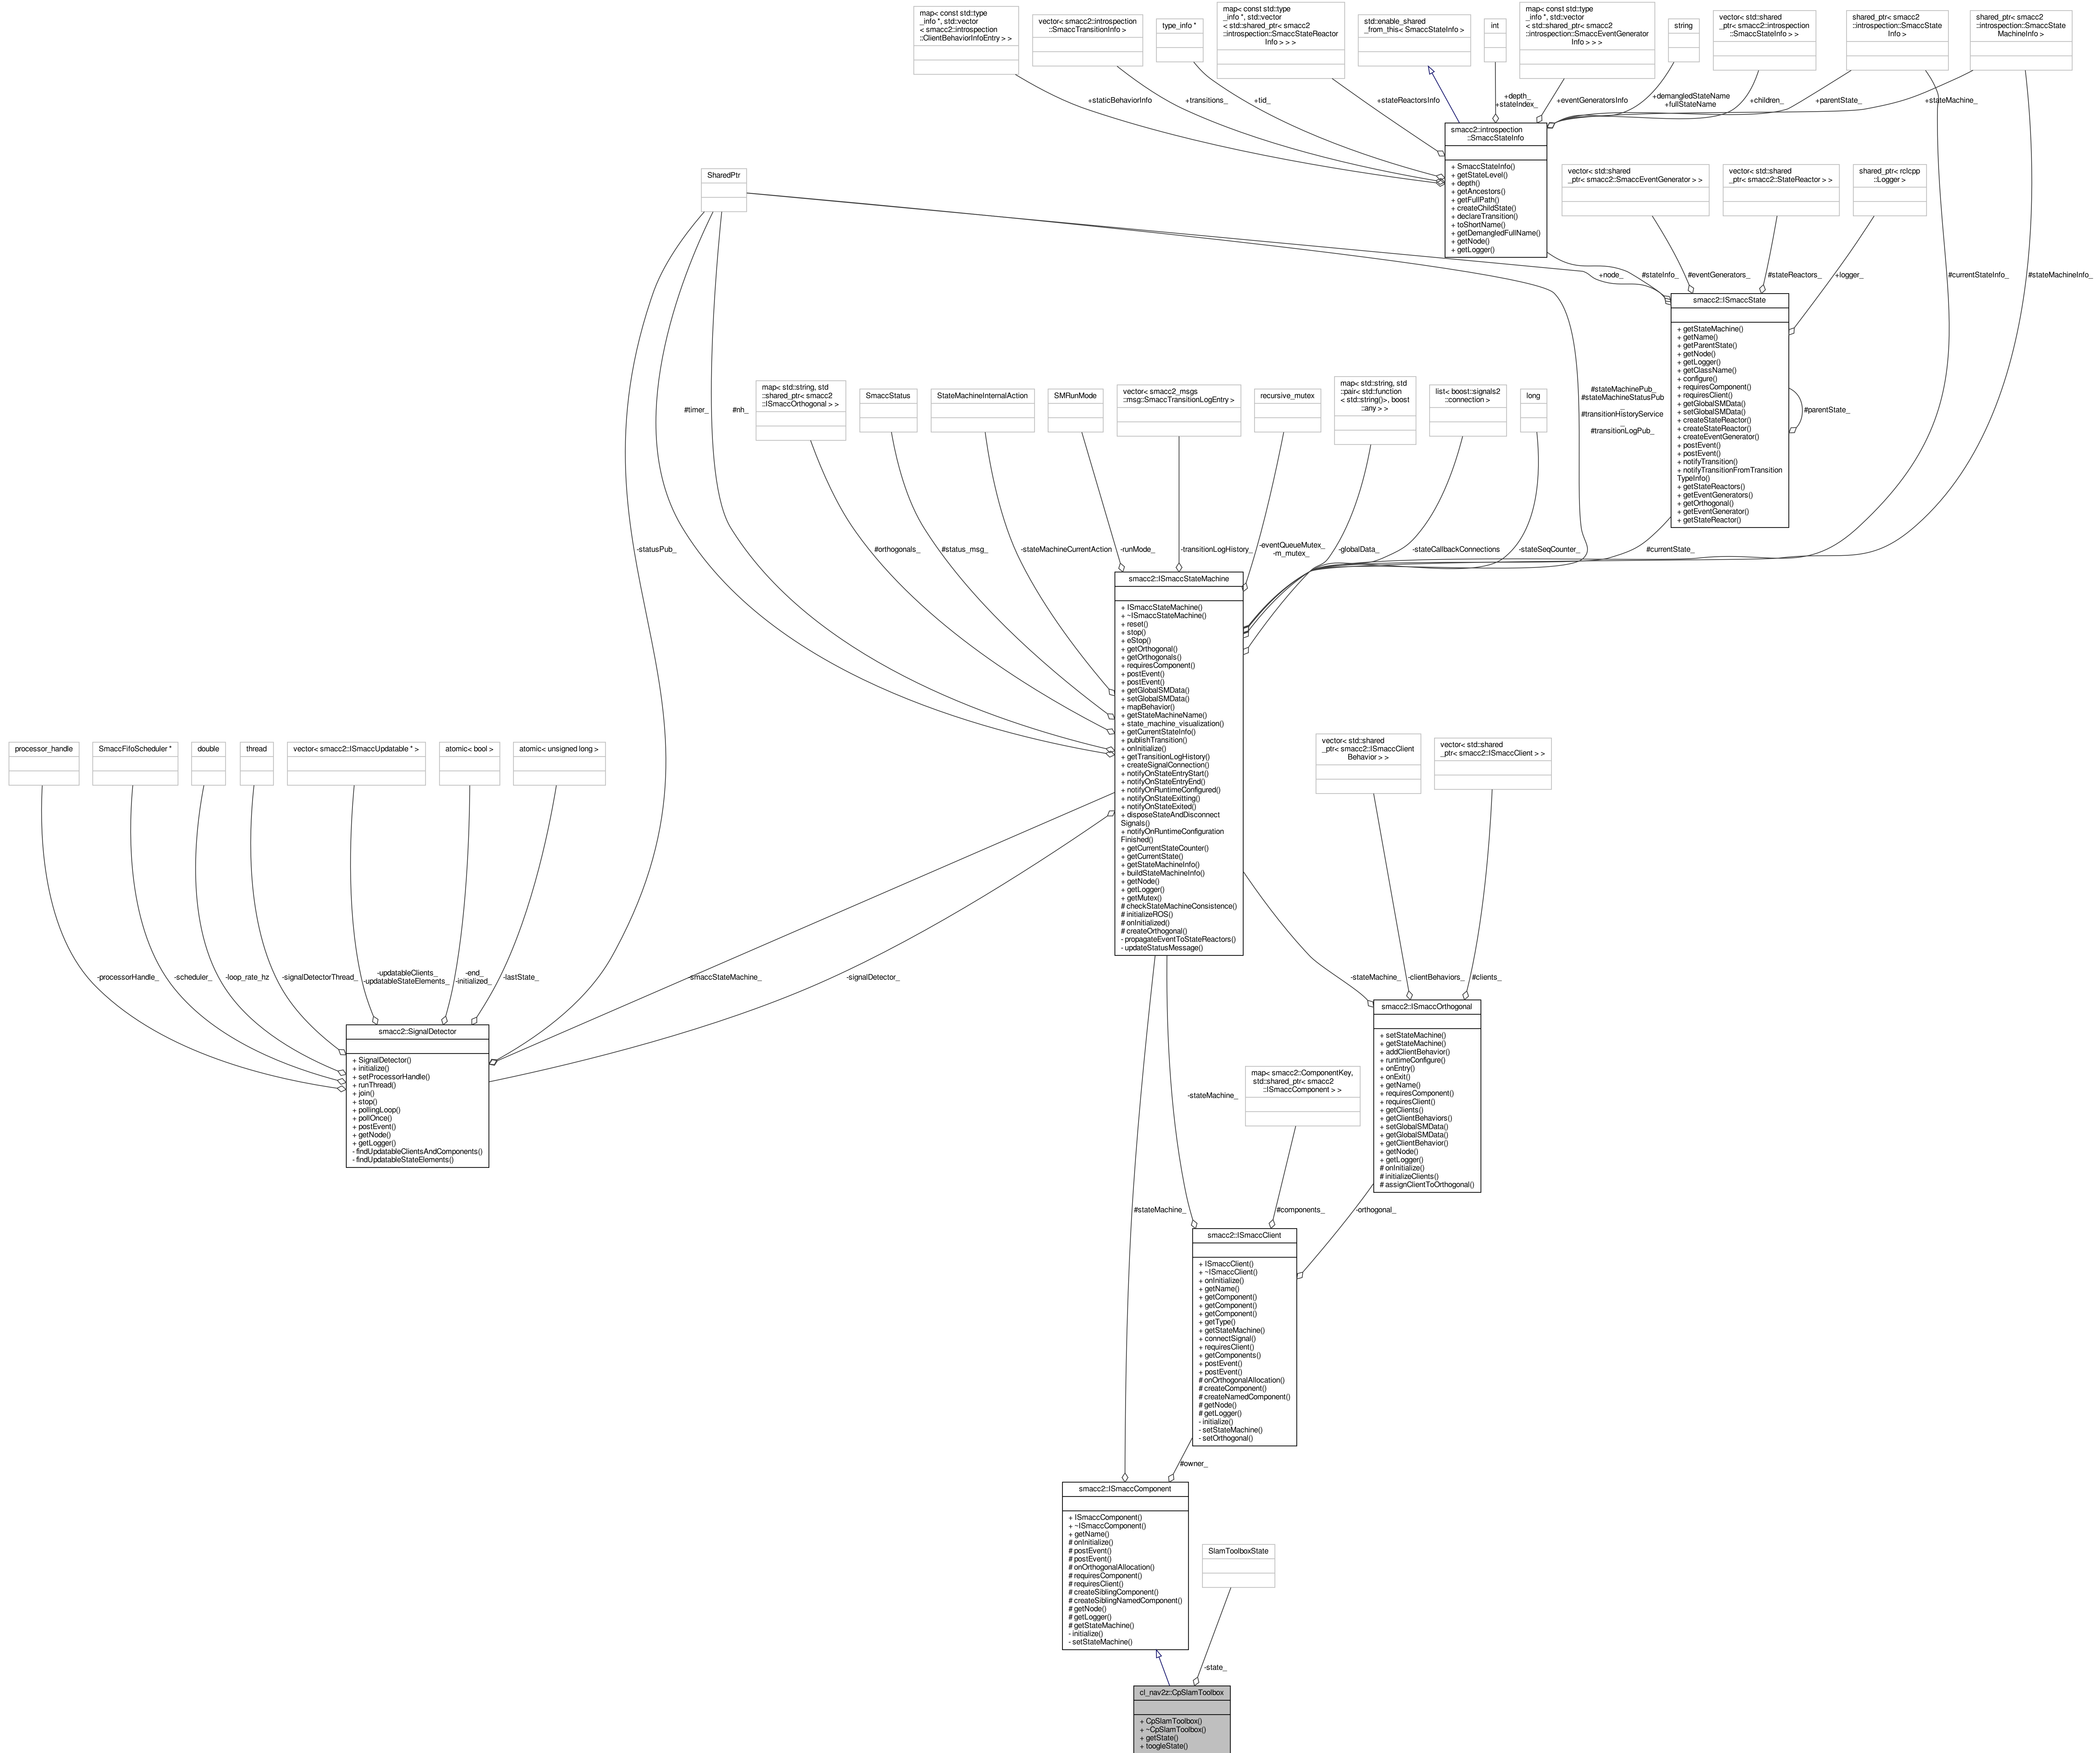 map< const std::type
_info *, std::vector
< smacc2::introspection
::ClientBehaviorInfoEntry > >
vector< smacc2::introspection
::SmaccTransitionInfo >
type_info *
map< const std::type
_info *, std::vector
< std::shared_ptr< smacc2
::introspection::SmaccStateReactor
Info > > >
std::enable_shared
_from_this< SmaccStateInfo >
int
map< const std::type
_info *, std::vector
< std::shared_ptr< smacc2
::introspection::SmaccEventGenerator
Info > > >
string
vector< std::shared
_ptr< smacc2::introspection
::SmaccStateInfo > >
shared_ptr< smacc2
::introspection::SmaccState
Info >
shared_ptr< smacc2
::introspection::SmaccState
MachineInfo >
+staticBehaviorInfo
+transitions_
+tid_
+stateReactorsInfo
+depth_
+stateIndex_
+eventGeneratorsInfo
+demangledStateName
+fullStateName
+children_
+parentState_
+stateMachine_
smacc2::introspection
::SmaccStateInfo
+ SmaccStateInfo()
+ getStateLevel()
+ depth()
+ getAncestors()
+ getFullPath()
+ createChildState()
+ declareTransition()
+ toShortName()
+ getDemangledFullName()
+ getNode()
+ getLogger()
SharedPtr
vector< std::shared
_ptr< smacc2::SmaccEventGenerator > >
vector< std::shared
_ptr< smacc2::StateReactor > >
shared_ptr< rclcpp
::Logger >
+node_
#stateInfo_
#eventGenerators_
#stateReactors_
+logger_
#currentStateInfo_
#stateMachineInfo_
smacc2::ISmaccState
+ getStateMachine()
+ getName()
+ getParentState()
+ getNode()
+ getLogger()
+ getClassName()
+ configure()
+ requiresComponent()
+ requiresClient()
+ getGlobalSMData()
+ setGlobalSMData()
+ createStateReactor()
+ createStateReactor()
+ createEventGenerator()
+ postEvent()
+ postEvent()
+ notifyTransition()
+ notifyTransitionFromTransition
TypeInfo()
+ getStateReactors()
+ getEventGenerators()
+ getOrthogonal()
+ getEventGenerator()
+ getStateReactor()
#parentState_
#timer_
#nh_
map< std::string, std
::shared_ptr< smacc2
::ISmaccOrthogonal > >
SmaccStatus
StateMachineInternalAction
SMRunMode
vector< smacc2_msgs
::msg::SmaccTransitionLogEntry >
recursive_mutex
map< std::string, std
::pair< std::function
< std::string()>, boost
::any > >
list< boost::signals2
::connection >
long
#stateMachinePub_
#stateMachineStatusPub
_
#transitionHistoryService
_
#transitionLogPub_
-statusPub_
#orthogonals_
#status_msg_
-stateMachineCurrentAction
-runMode_
-transitionLogHistory_
-eventQueueMutex_
-m_mutex_
-globalData_
-stateCallbackConnections
-stateSeqCounter_
#currentState_
smacc2::ISmaccStateMachine
+ ISmaccStateMachine()
+ ~ISmaccStateMachine()
+ reset()
+ stop()
+ eStop()
+ getOrthogonal()
+ getOrthogonals()
+ requiresComponent()
+ postEvent()
+ postEvent()
+ getGlobalSMData()
+ setGlobalSMData()
+ mapBehavior()
+ getStateMachineName()
+ state_machine_visualization()
+ getCurrentStateInfo()
+ publishTransition()
+ onInitialize()
+ getTransitionLogHistory()
+ createSignalConnection()
+ notifyOnStateEntryStart()
+ notifyOnStateEntryEnd()
+ notifyOnRuntimeConfigured()
+ notifyOnStateExitting()
+ notifyOnStateExited()
+ disposeStateAndDisconnect
Signals()
+ notifyOnRuntimeConfiguration
Finished()
+ getCurrentStateCounter()
+ getCurrentState()
+ getStateMachineInfo()
+ buildStateMachineInfo()
+ getNode()
+ getLogger()
+ getMutex()
# checkStateMachineConsistence()
# initializeROS()
# onInitialized()
# createOrthogonal()
- propagateEventToStateReactors()
- updateStatusMessage()
processor_handle
SmaccFifoScheduler *
double
thread
vector< smacc2::ISmaccUpdatable * >
atomic< bool >
atomic< unsigned long >
vector< std::shared
_ptr< smacc2::ISmaccClient
Behavior > >
vector< std::shared
_ptr< smacc2::ISmaccClient > >
-processorHandle_
-scheduler_
-loop_rate_hz
-signalDetectorThread_
-updatableClients_
-updatableStateElements_
-end_
-initialized_
-lastState_
-smaccStateMachine_
-signalDetector_
-stateMachine_
-clientBehaviors_
#clients_
smacc2::SignalDetector
+ SignalDetector()
+ initialize()
+ setProcessorHandle()
+ runThread()
+ join()
+ stop()
+ pollingLoop()
+ pollOnce()
+ postEvent()
+ getNode()
+ getLogger()
- findUpdatableClientsAndComponents()
- findUpdatableStateElements()
smacc2::ISmaccOrthogonal
+ setStateMachine()
+ getStateMachine()
+ addClientBehavior()
+ runtimeConfigure()
+ onEntry()
+ onExit()
+ getName()
+ requiresComponent()
+ requiresClient()
+ getClients()
+ getClientBehaviors()
+ setGlobalSMData()
+ getGlobalSMData()
+ getClientBehavior()
+ getNode()
+ getLogger()
# onInitialize()
# initializeClients()
# assignClientToOrthogonal()
-stateMachine_
map< smacc2::ComponentKey,
std::shared_ptr< smacc2
::ISmaccComponent > >
#stateMachine_
#components_
-orthogonal_
smacc2::ISmaccClient
+ ISmaccClient()
+ ~ISmaccClient()
+ onInitialize()
+ getName()
+ getComponent()
+ getComponent()
+ getComponent()
+ getType()
+ getStateMachine()
+ connectSignal()
+ requiresClient()
+ getComponents()
+ postEvent()
+ postEvent()
# onOrthogonalAllocation()
# createComponent()
# createNamedComponent()
# getNode()
# getLogger()
- initialize()
- setStateMachine()
- setOrthogonal()
#owner_
smacc2::ISmaccComponent
+ ISmaccComponent()
+ ~ISmaccComponent()
+ getName()
# onInitialize()
# postEvent()
# postEvent()
# onOrthogonalAllocation()
# requiresComponent()
# requiresClient()
# createSiblingComponent()
# createSiblingNamedComponent()
# getNode()
# getLogger()
# getStateMachine()
- initialize()
- setStateMachine()
SlamToolboxState
-state_
cl_nav2z::CpSlamToolbox
+ CpSlamToolbox()
+ ~CpSlamToolbox()
+ getState()
+ toogleState()